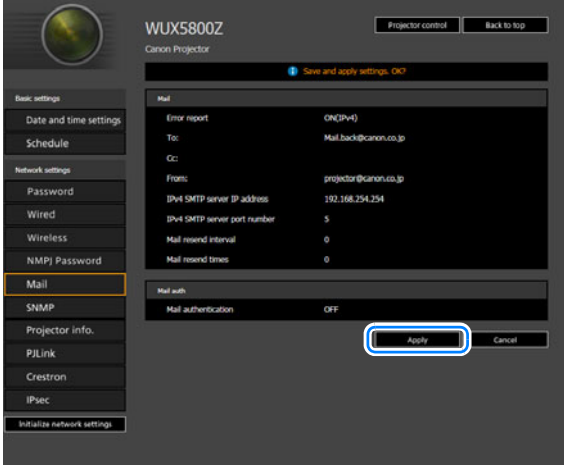 WUX5800Z
Canon Projector
Projector control
Back to top
Save and apply settings. OK?
Basic settings
Date and time settings
Schedule
Network settings
Password
Wired
Wireless
NMPJ Password
Mail
SNMP
Projector info.
PJLink
Crestron
IPsec
Initialize network settings
Mail
Error report ON(IPv4)
To: Mail.back@canon.co.jp
Cc:
From: projector@canon.co.jp
IPv4 SMTP server IP address 192.168.254.254
IPv4 SMTP server port number 5
Mail resend interval 0
Mail resend times 0
Mail auth
Mail authentication OFF
Apply
Cancel